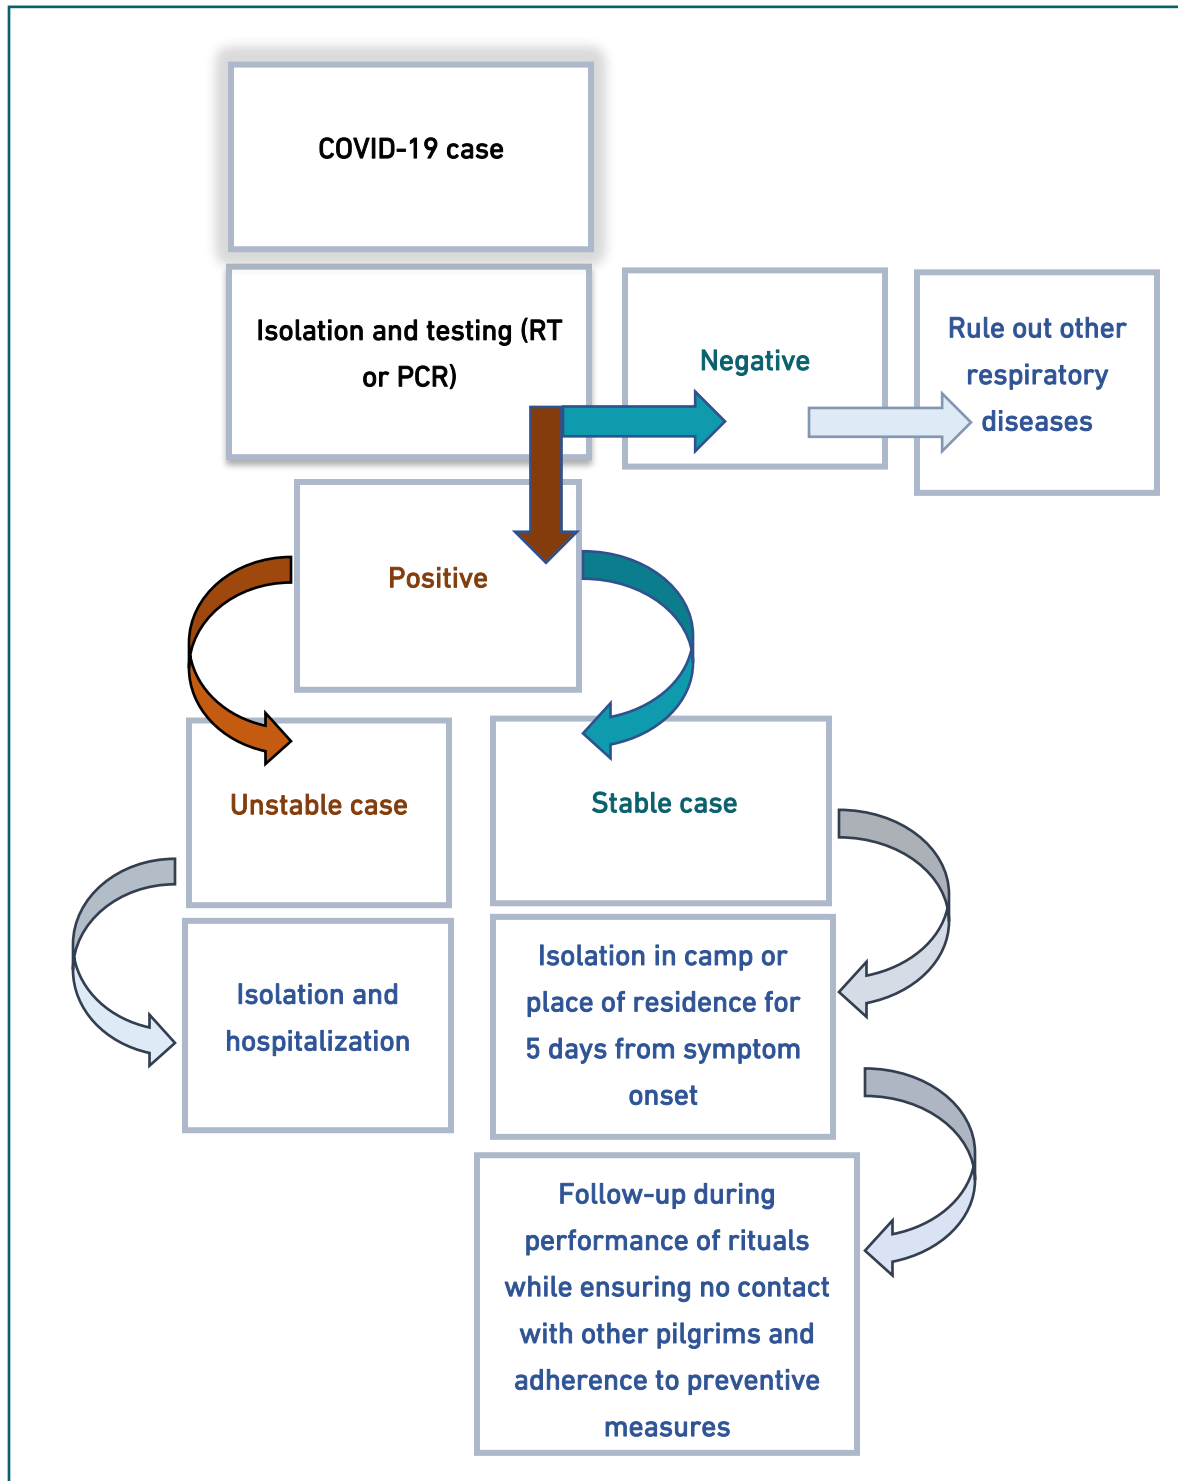 COVID-19 case
Isolation and testing (RT
or PCR)
Negative
Rule out other
respiratory
diseases
Positive
Unstable case
Stable case
Isolation and
hospitalization
Isolation in camp or
place of residence for
5 days from symptom
onset
Follow-up during
performance of rituals
while ensuring no contact
with other pilgrims and
adherence to preventive
measures